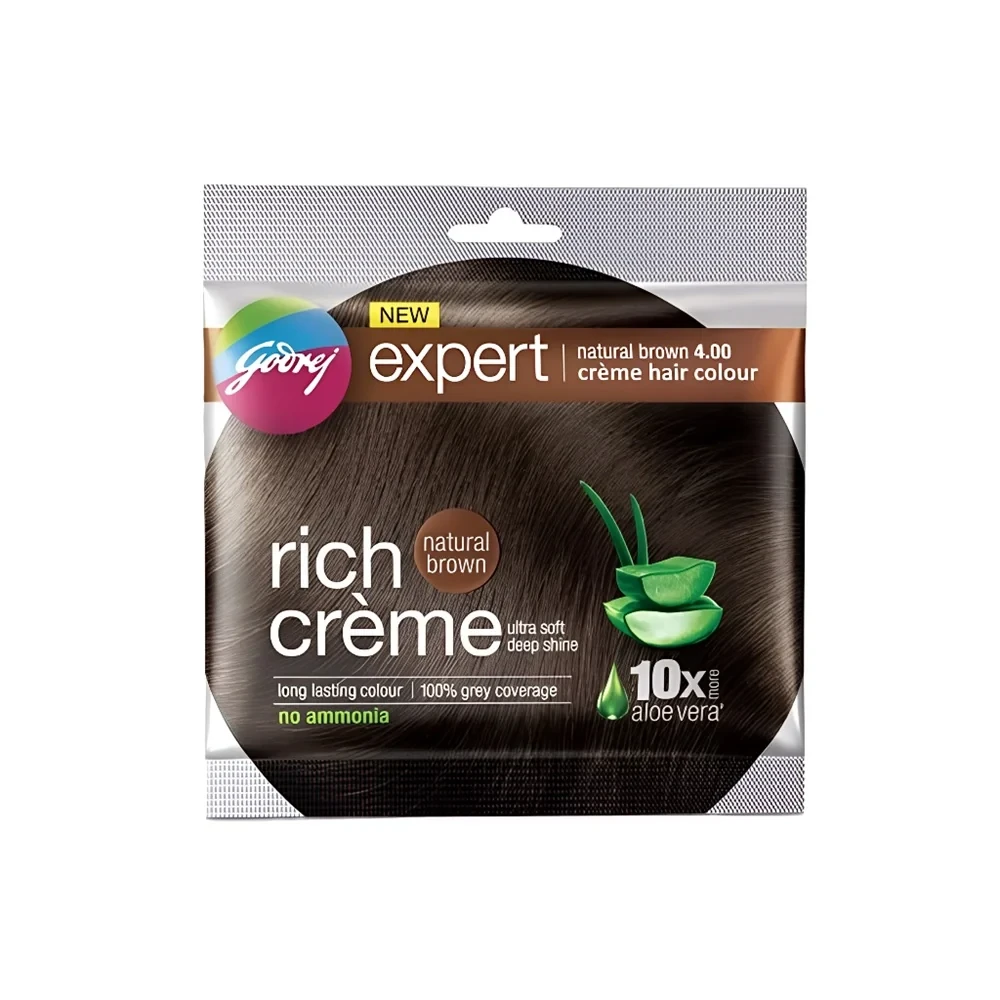 NEW
Godrej
expert
natural brown 4.00
crème hair colour
rich
crème
natural
brown
ultra soft
deep shine
long lasting colour | 100% grey coverage
no ammonia
10x
more
aloe vera*